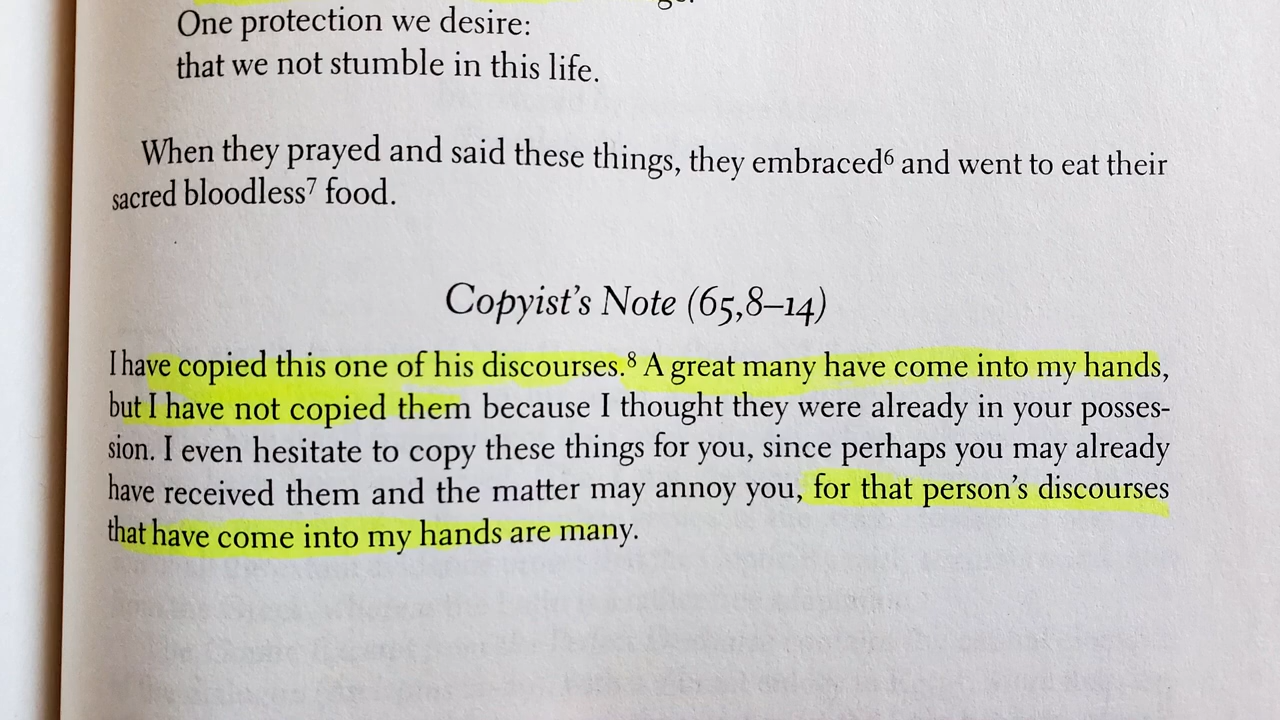 One protection we desire:
that we not stumble in this life.
When they prayed and said these things, they embraced⁶ and went to eat their
sacred bloodless⁷ food.
Copyist's Note (65,8–14)
I have copied this one of his discourses.⁸ A great many have come into my hands,
but I have not copied them because I thought they were already in your posses-
sion. I even hesitate to copy these things for you, since perhaps you may already
have received them and the matter may annoy you, for that person's discourses
that have come into my hands are many.